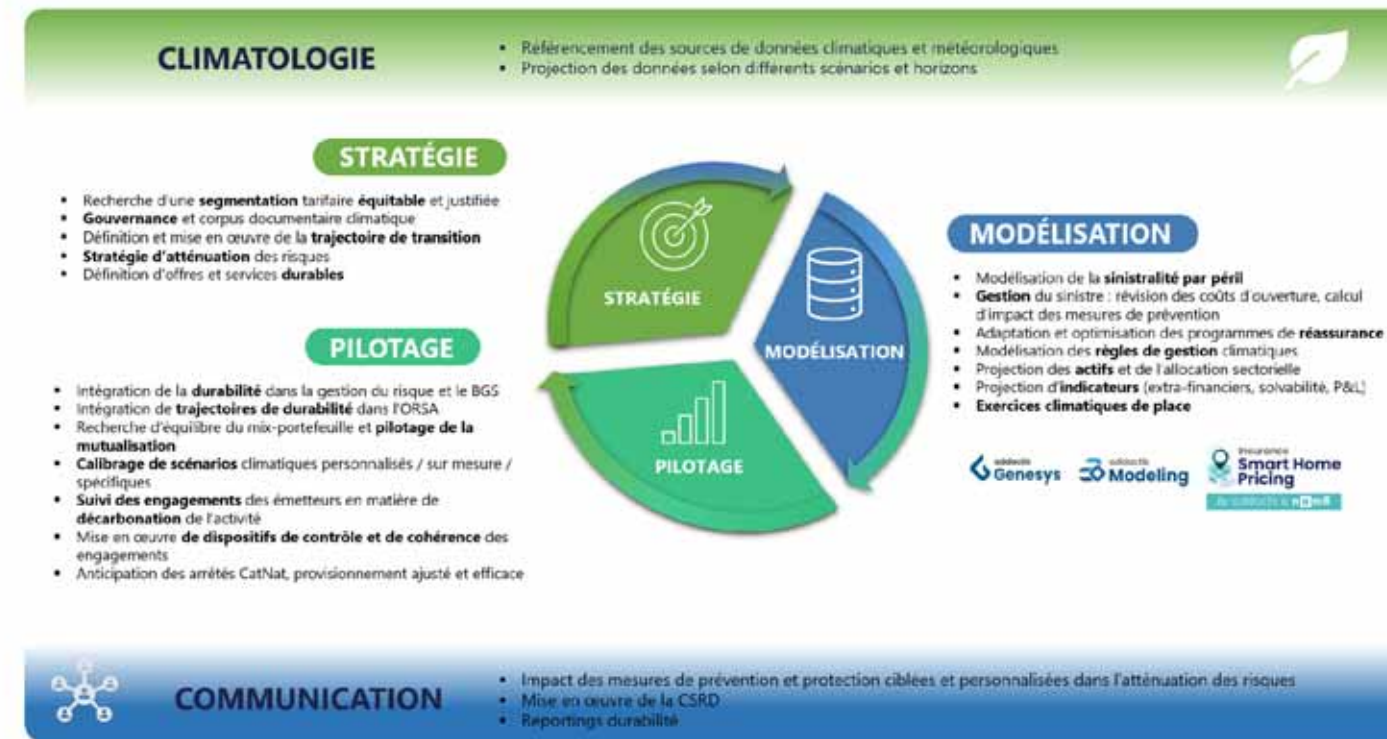 CLIMATOLOGIE
▪ Référencement des sources de données climatiques et météorologiques
▪ Projection des données selon différents scénarios et horizons
STRATÉGIE
▪ Recherche d'une segmentation tarifaire équitable et justifiée
▪ Gouvernance et corpus documentaire climatique
▪ Définition et mise en œuvre de la trajectoire de transition
▪ Stratégie d'atténuation des risques
▪ Définition d'offres et services durables
PILOTAGE
▪ Intégration de la durabilité dans la gestion du risque et le BGS
▪ Intégration de trajectoires de durabilité dans l'ORSA
▪ Recherche d'équilibre du mix-portefeuille et pilotage de la
mutualisation
▪ Calibrage de scénarios climatiques personnalisés / sur mesure /
spécifiques
▪ Suivi des engagements des émetteurs en matière de
décarbonation de l'activité
▪ Mise en œuvre de dispositifs de contrôle et de cohérence des
engagements
▪ Anticipation des arrêtés CatNat, provisionnement ajusté et efficace
STRATÉGIE
MODÉLISATION
PILOTAGE
MODÉLISATION
▪ Modélisation de la sinistralité par péril
▪ Gestion du sinistre : révision des coûts d'ouverture, calcul
d'impact des mesures de prévention
▪ Adaptation et optimisation des programmes de réassurance
▪ Modélisation des règles de gestion climatiques
▪ Projection des actifs et de l'allocation sectorielle
▪ Projection d'indicateurs (extra-financiers, solvabilité, P&L)
▪ Exercices climatiques de place
addactis
Genesys
addactis
Modeling
Insurance
Smart Home
Pricing
by addactis &
COMMUNICATION
▪ Impact des mesures de prévention et protection ciblées et personnalisées dans l'atténuation des risques
▪ Mise en œuvre de la CSRD
▪ Reportings durabilité